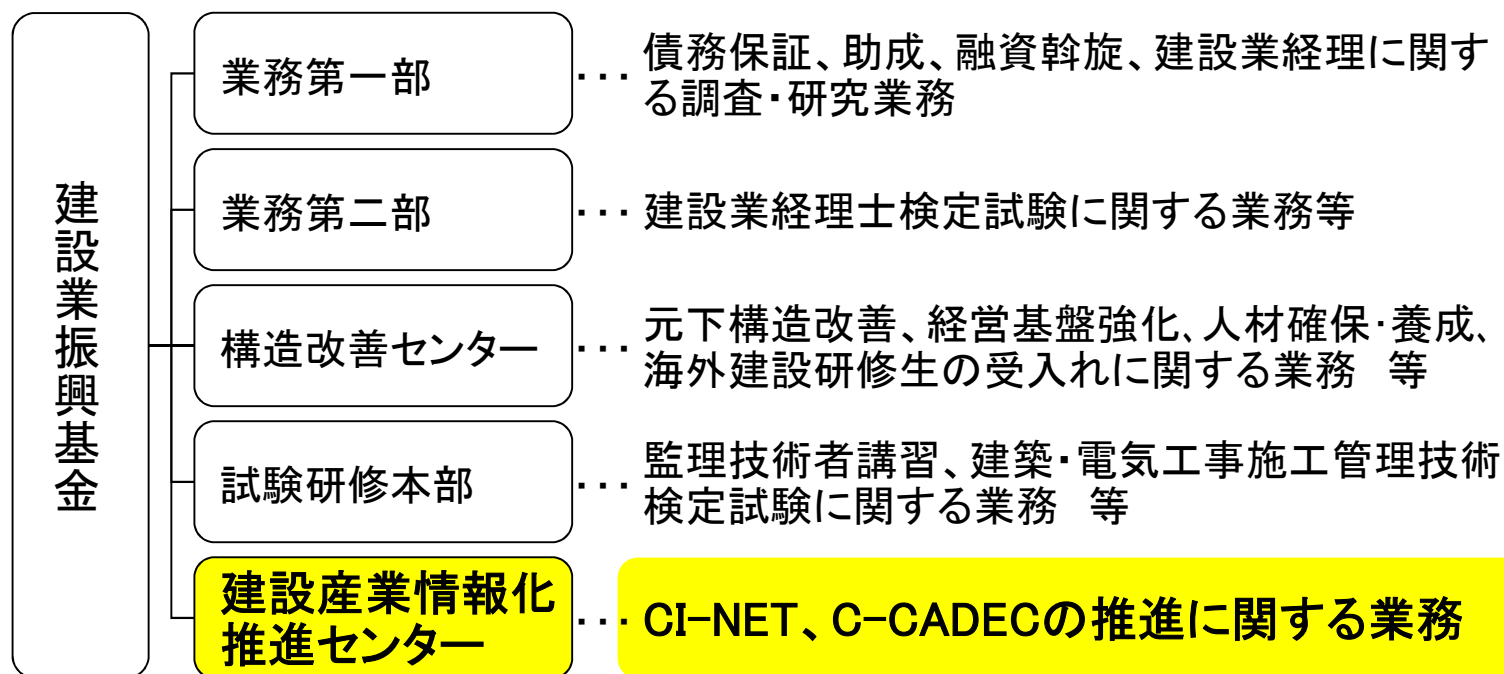 建設業振興基金
業務第一部
･･･ 債務保証、助成、融資斡旋、建設業経理に関す
る調査・研究業務
業務第二部
･･･ 建設業経理士検定試験に関する業務等
構造改善センター
･･･ 元下構造改善、経営基盤強化、人材確保・養成、
海外建設研修生の受入れに関する業務　等
試験研修本部
･･･ 監理技術者講習、建築・電気工事施工管理技術
検定試験に関する業務　等
建設産業情報化
推進センター
･･･ CI-NET、C-CADECの推進に関する業務